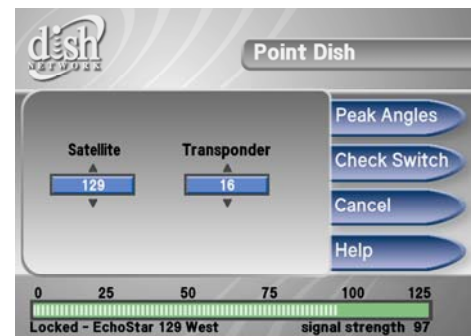 dish
NETWORK
Point Dish
Satellite Transponder
129 16
Peak Angles
Check Switch
Cancel
Help
0 25 50 75 100 125
Locked - EchoStar 129 West signal strength 97